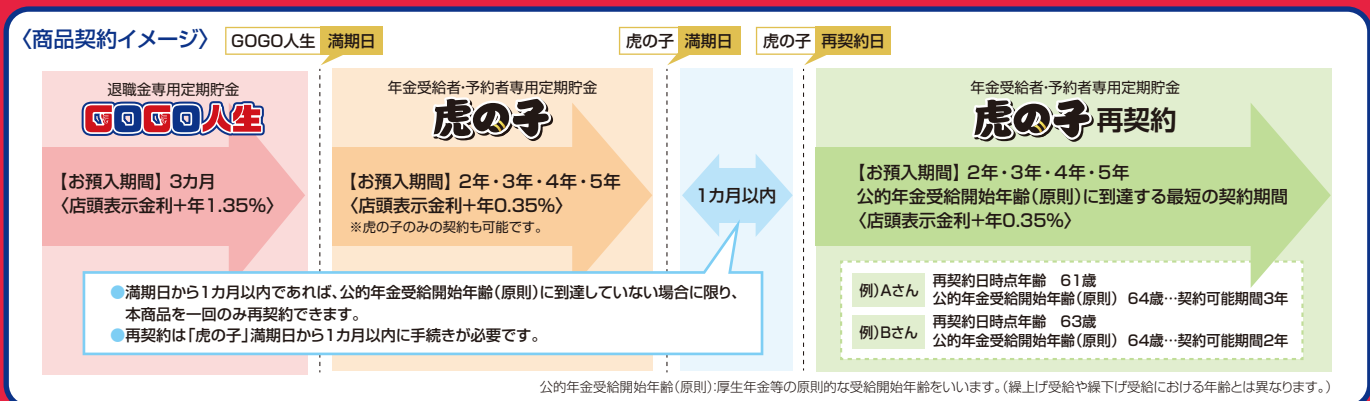 〈商品契約イメージ〉
GOGO人生 満期日
虎の子 満期日
虎の子 再契約日
退職金専用定期貯金
GOGO人生
【お預入期間】3カ月
〈店頭表示金利+年1.35%〉
年金受給者・予約者専用定期貯金
虎の子
【お預入期間】2年・3年・4年・5年
〈店頭表示金利+年0.35%〉
※虎の子のみの契約も可能です。
1カ月以内
年金受給者・予約者専用定期貯金
虎の子 再契約
【お預入期間】2年・3年・4年・5年
公的年金受給開始年齢(原則)に到達する最短の契約期間
〈店頭表示金利+年0.35%〉
●満期日から1カ月以内であれば、公的年金受給開始年齢(原則)に到達していない場合に限り、
本商品を一回のみ再契約できます。
●再契約は「虎の子」満期日から1カ月以内に手続きが必要です。
例)Aさん 再契約日時点年齢 61歳
公的年金受給開始年齢(原則) 64歳…契約可能期間3年
例)Bさん 再契約日時点年齢 63歳
公的年金受給開始年齢(原則) 64歳…契約可能期間2年
公的年金受給開始年齢(原則):厚生年金等の原則的な受給開始年齢をいいます。(繰上げ受給や繰下げ受給における年齢とは異なります。)